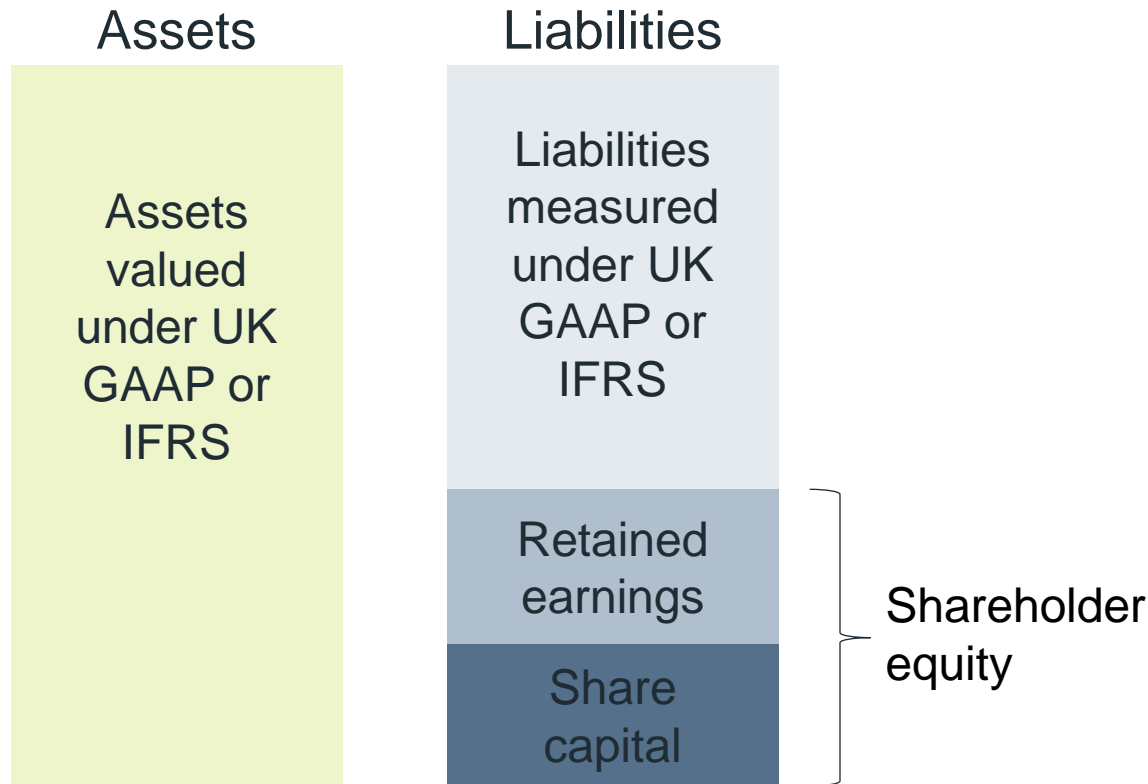 Assets
Liabilities
Assets
valued
under UK
GAAP or
IFRS
Liabilities
measured
under UK
GAAP or
IFRS
Retained
earnings
Share
capital
Shareholder
equity